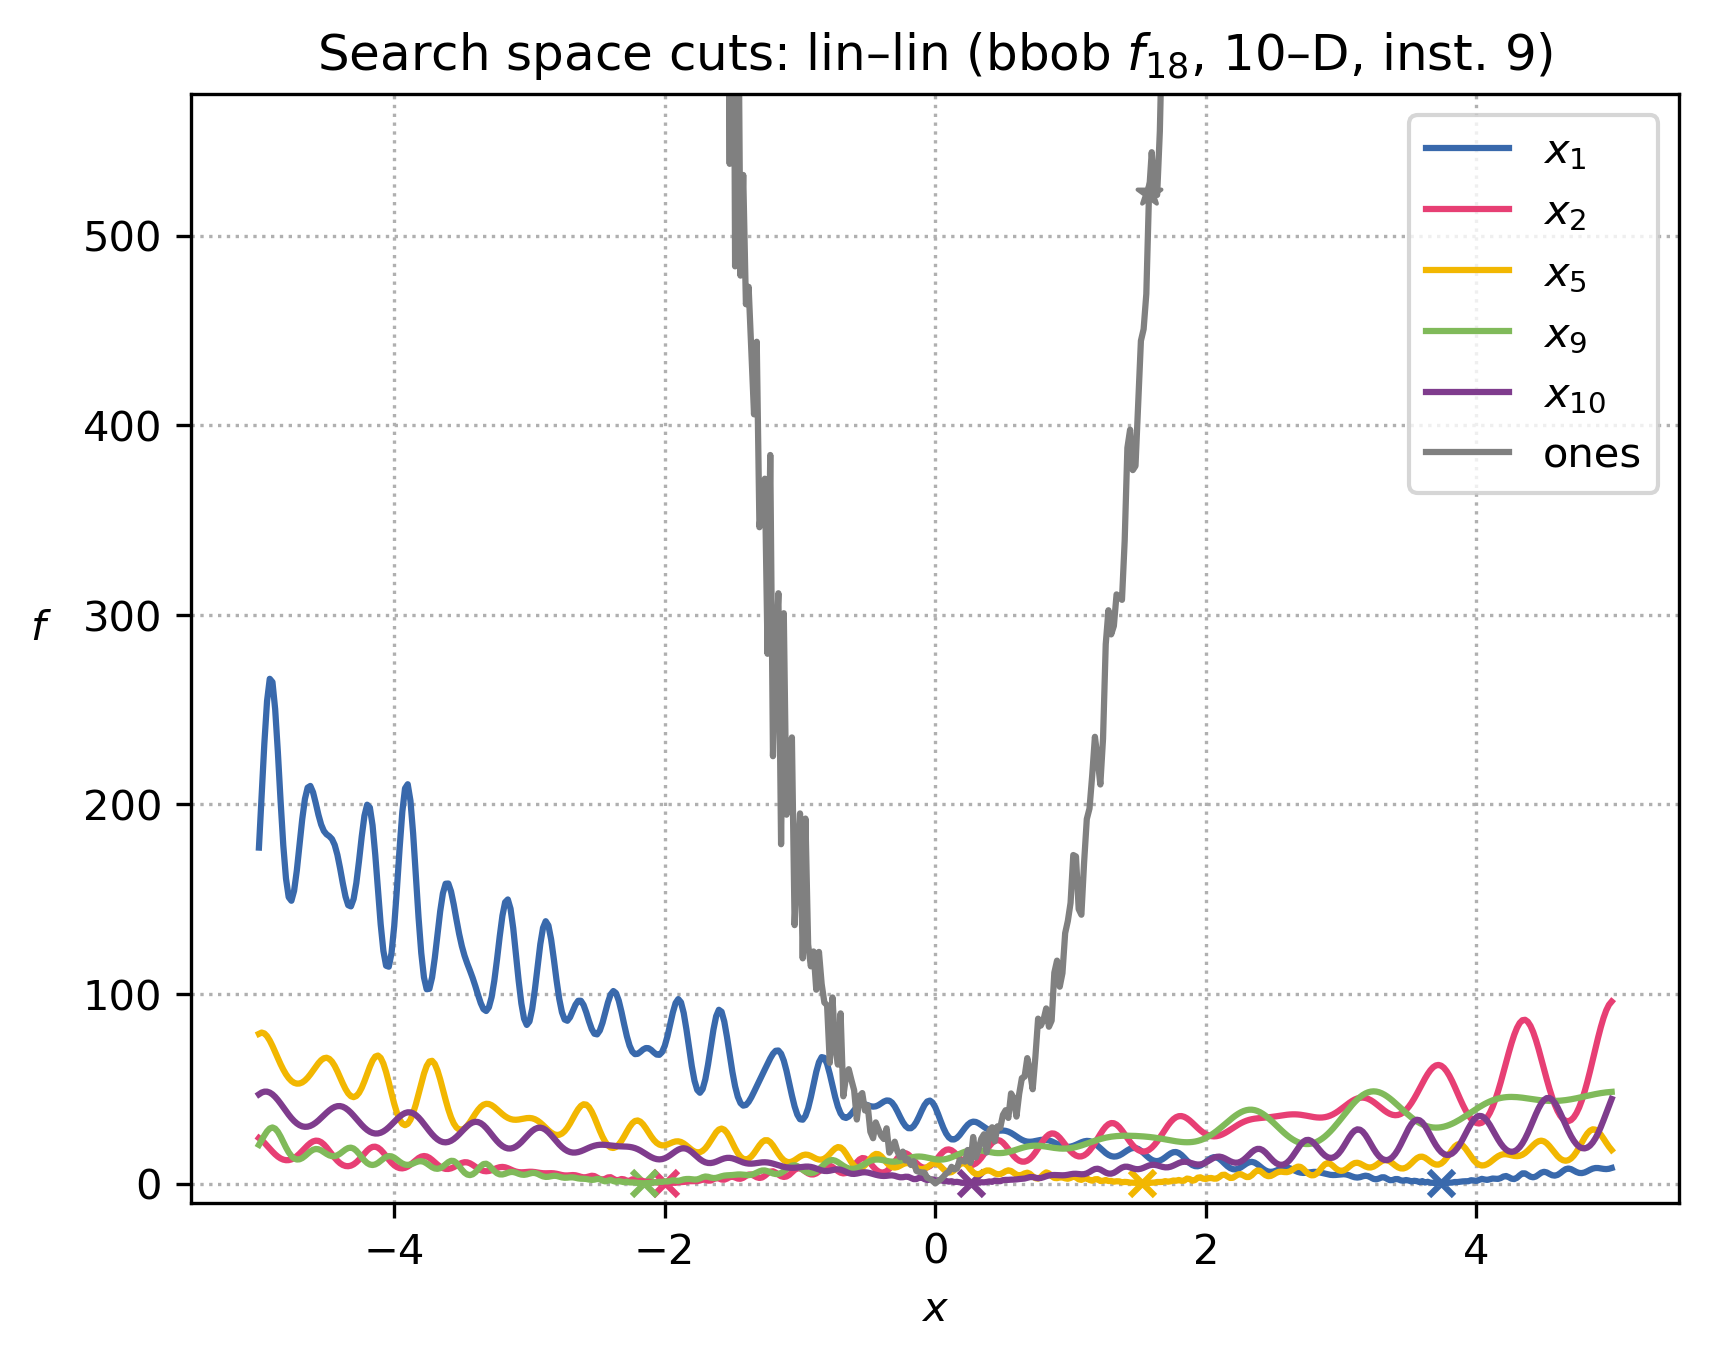 Search space cuts: lin–lin (bbob f₁₈, 10–D, inst. 9)
x₁
x₂
x₅
x₉
x₁₀
ones
f
500
400
300
200
100
0
−4
−2
0
2
4
x